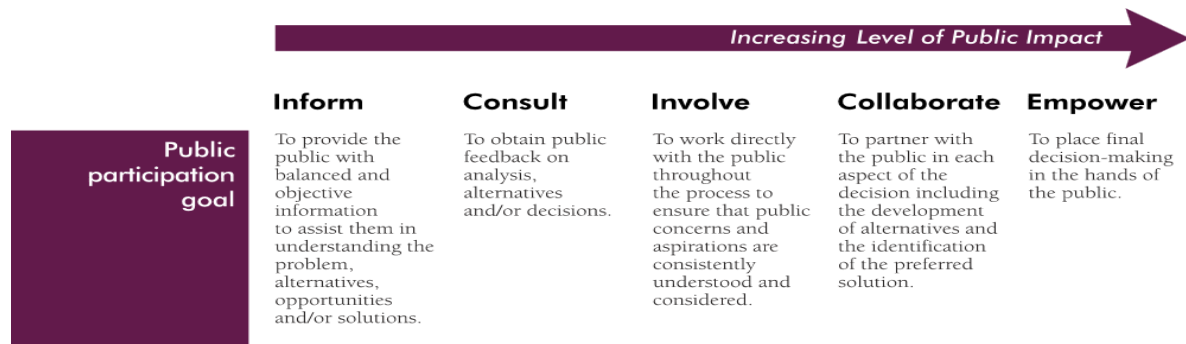 Increasing Level of Public Impact
Inform
Consult
Involve
Collaborate
Empower
Public
participation
goal
To provide the
public with
balanced and
objective
information
to assist them in
understanding the
problem,
alternatives,
opportunities
and/or solutions.
To obtain public
feedback on
analysis,
alternatives
and/or decisions.
To work directly
with the public
throughout
the process to
ensure that public
concerns and
aspirations are
consistently
understood and
considered.
To partner with
the public in each
aspect of the
decision including
the development
of alternatives and
the identification
of the preferred
solution.
To place final
decision-making
in the hands of
the public.